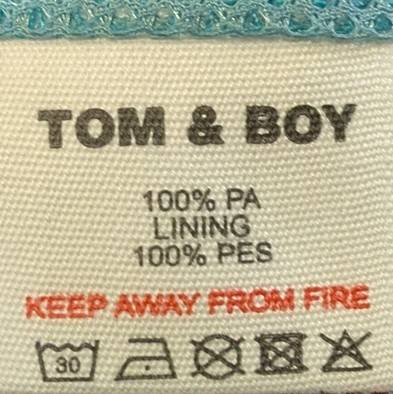 TOM & BOY
100% PA
LINING
100% PES
KEEP AWAY FROM FIRE
30